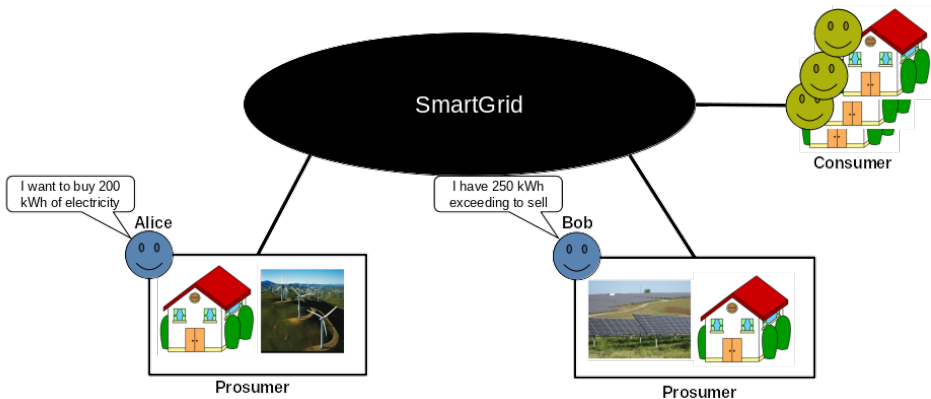 SmartGrid
Consumer
I want to buy 200
kWh of electricity
Alice
I have 250 kWh
exceeding to sell
Bob
Prosumer
Prosumer